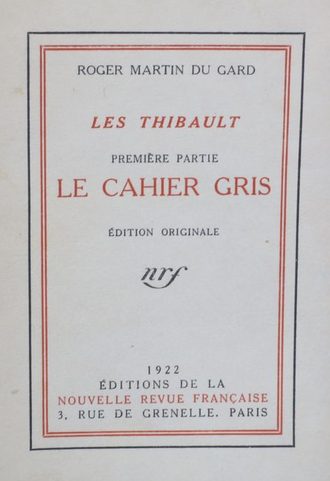 ROGER MARTIN DU GARD
LES THIBAULT
PREMIÈRE PARTIE
LE CAHIER GRIS
ÉDITION ORIGINALE
nrf
1922
ÉDITIONS DE LA
NOUVELLE REVUE FRANÇAISE
3, RUE DE GRENELLE. PARIS